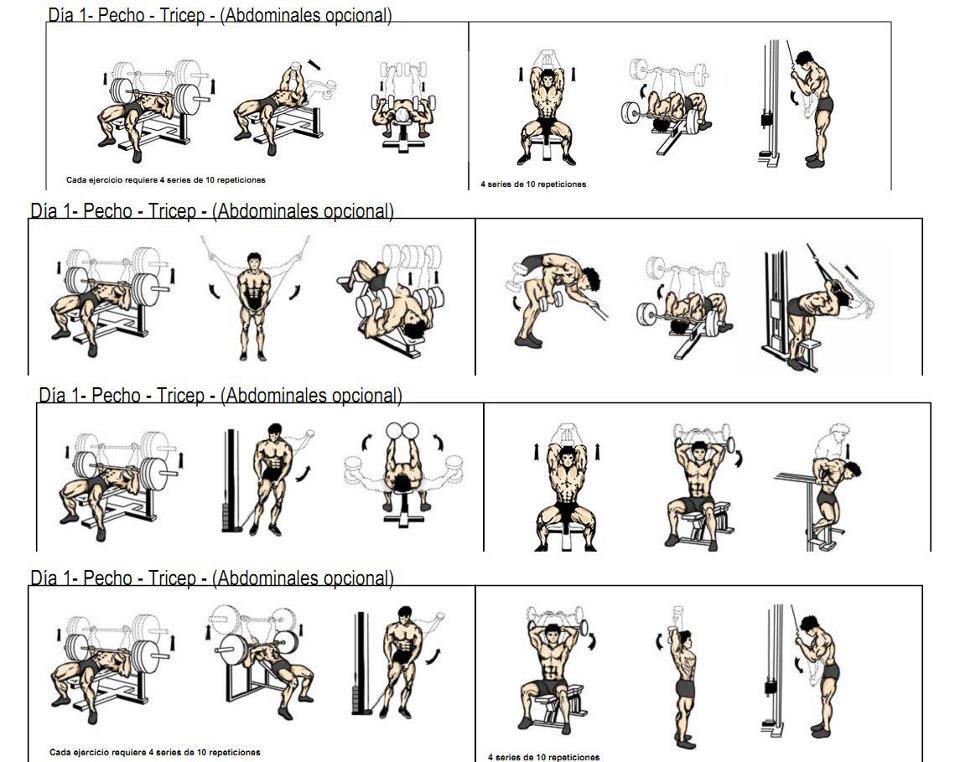 Día 1- Pecho - Tricep - (Abdominales opcional)
Cada ejercicio requiere 4 series de 10 repeticiones
4 series de 10 repeticiones
Día 1- Pecho - Tricep - (Abdominales opcional)
Día 1- Pecho - Tricep - (Abdominales opcional)
Día 1- Pecho - Tricep - (Abdominales opcional)
Cada ejercicio requiere 4 series de 10 repeticiones
4 series de 10 repeticiones